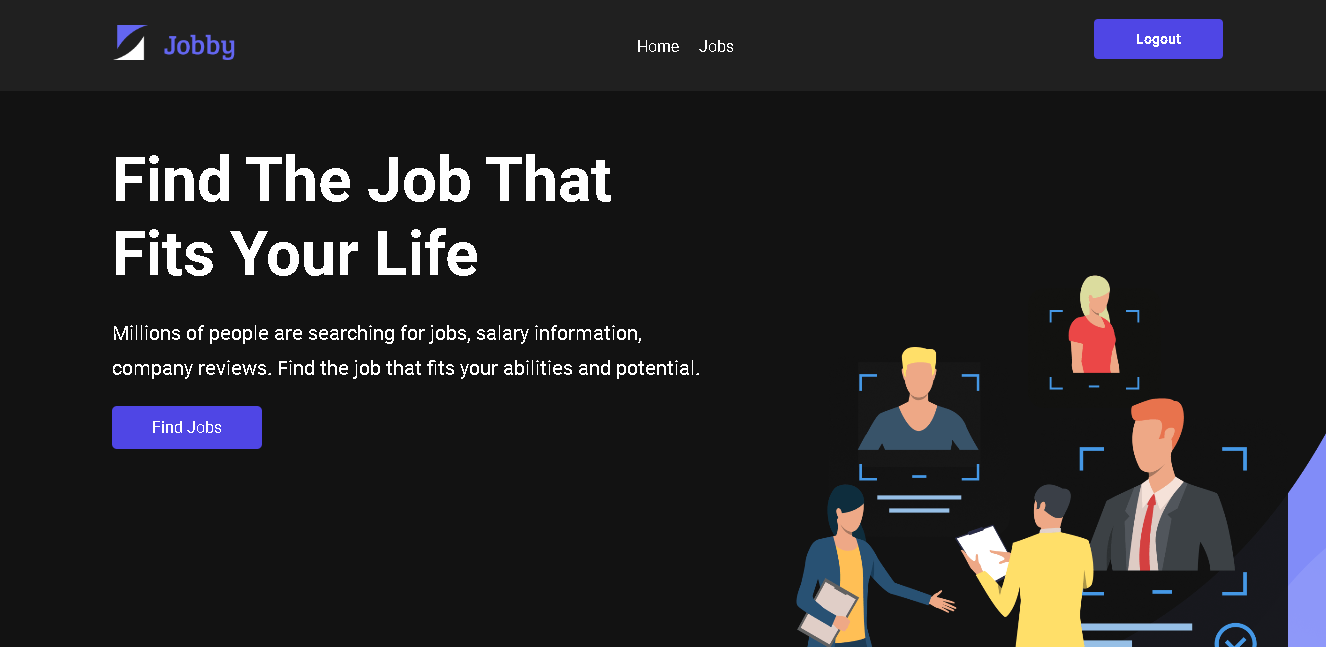 Jobby
Home
Jobs
Logout
Find The Job That
Fits Your Life
Millions of people are searching for jobs, salary information,
company reviews. Find the job that fits your abilities and potential.
Find Jobs